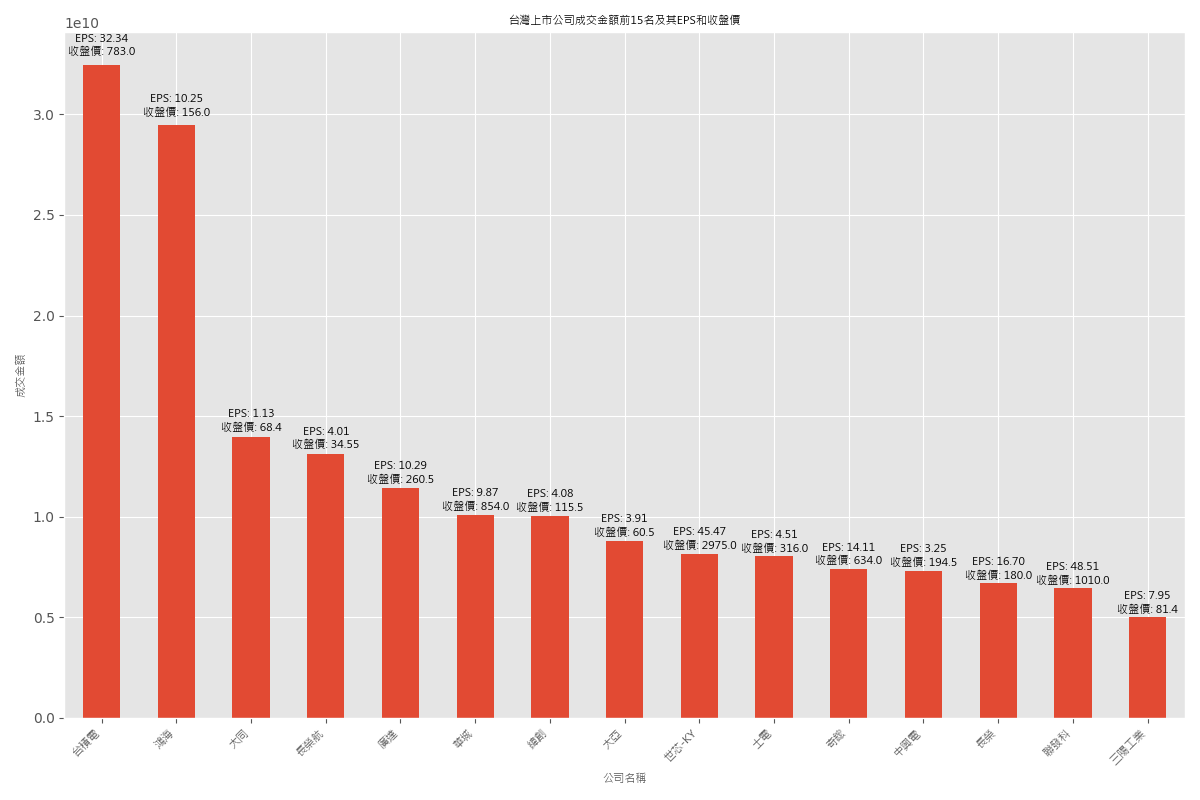 台灣上市公司成交金額前15名及其EPS和收盤價
1e10
EPS: 32.34
收盤價: 783.0
EPS: 10.25
收盤價: 156.0
EPS: 1.13
收盤價: 68.4
EPS: 4.01
收盤價: 34.55
EPS: 10.29
收盤價: 260.5
EPS: 9.87
收盤價: 854.0
EPS: 4.08
收盤價: 115.5
EPS: 3.91
收盤價: 60.5
EPS: 45.47
收盤價: 2975.0
EPS: 4.51
收盤價: 316.0
EPS: 14.11
收盤價: 634.0
EPS: 3.25
收盤價: 194.5
EPS: 16.70
收盤價: 180.0
EPS: 48.51
收盤價: 1010.0
EPS: 7.95
收盤價: 81.4
3.0
2.5
2.0
1.5
1.0
0.5
0.0
成交金額
台積電
鴻海
大同
長榮航
廣達
華城
緯創
大亞
世芯-KY
士電
奇鋐
中興電
長榮
聯發科
三陽工業
公司名稱